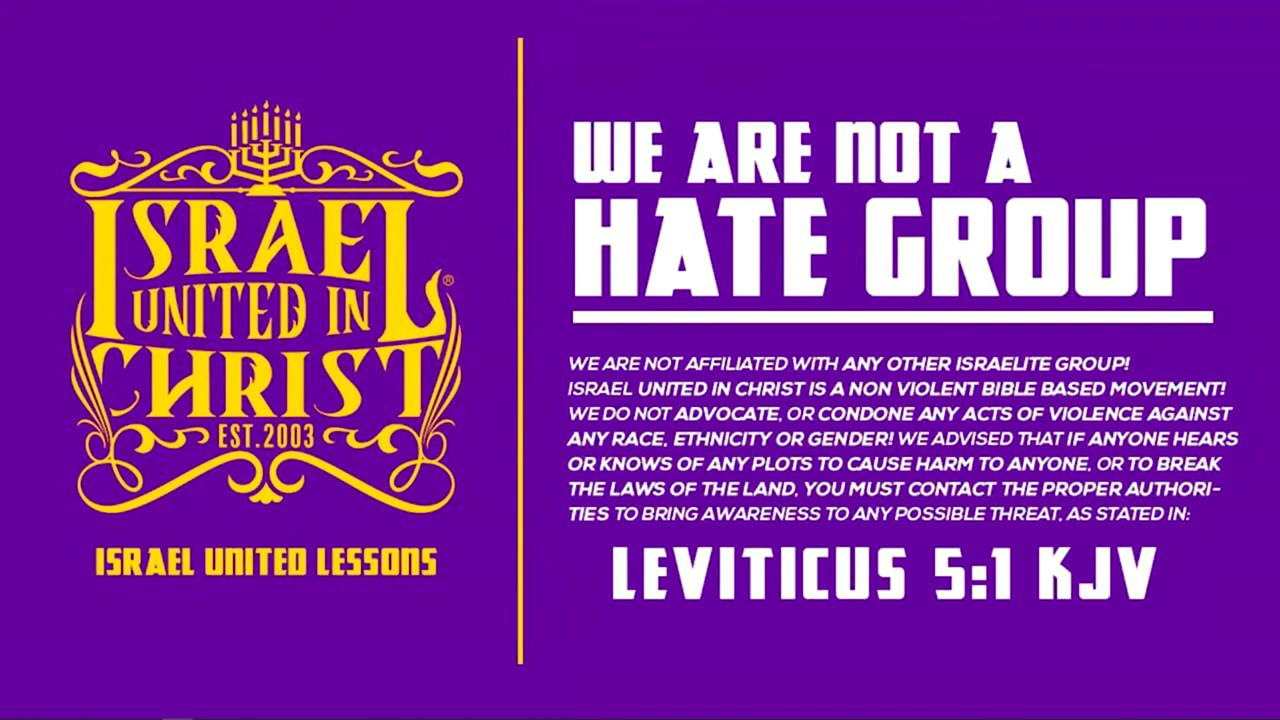 ISRAEL
UNITED IN
CHRIST
EST.2003
®
ISRAEL UNITED LESSONS
WE ARE NOT A
HATE GROUP
WE ARE NOT AFFILIATED WITH ANY OTHER ISRAELITE GROUP!
ISRAEL UNITED IN CHRIST IS A NON VIOLENT BIBLE BASED MOVEMENT!
WE DO NOT ADVOCATE, OR CONDONE ANY ACTS OF VIOLENCE AGAINST
ANY RACE, ETHNICITY OR GENDER! WE ADVISED THAT IF ANYONE HEARS
OR KNOWS OF ANY PLOTS TO CAUSE HARM TO ANYONE, OR TO BREAK
THE LAWS OF THE LAND, YOU MUST CONTACT THE PROPER AUTHORI-
TIES TO BRING AWARENESS TO ANY POSSIBLE THREAT, AS STATED IN:
LEVITICUS 5:1 KJV